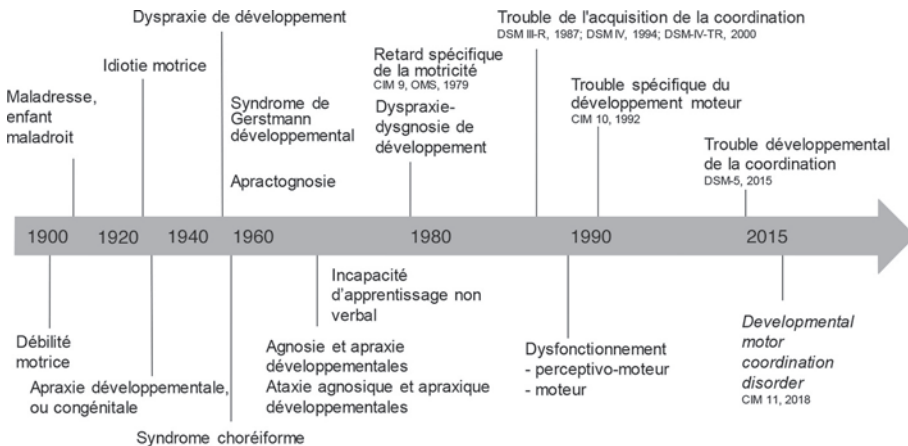 Dyspraxie de développement
Idiotie motrice
Maladresse,
enfant
maladroit
Syndrome de
Gerstmann
développemental
Apractognosie
Retard spécifique
de la motricité
CIM 9, OMS, 1979
Dyspraxie-
dysgnosie de
développement
Trouble de l'acquisition de la coordination
DSM III-R, 1987; DSM IV, 1994; DSM-IV-TR, 2000
Trouble spécifique du
développement moteur
CIM 10, 1992
Trouble développemental
de la coordination
DSM-5, 2015
1900 1920 1940 1960 1980 1990 2015
Débilité
motrice
Apraxie développementale,
ou congénitale
Syndrome choréiforme
Incapacité
d'apprentissage non
verbal
Agnosie et apraxie
développementales
Ataxie agnosique et apraxique
développementales
Dysfonctionnement
- perceptivo-moteur
- moteur
Developmental
motor
coordination
disorder
CIM 11, 2018